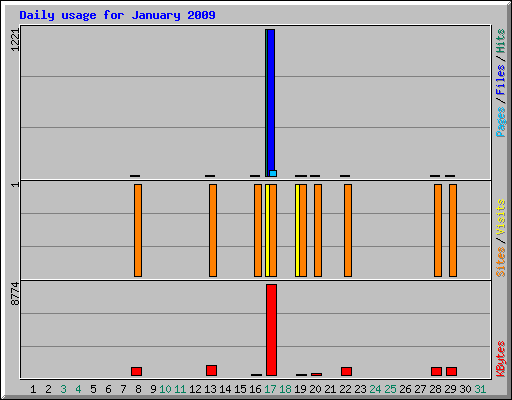 Daily usage for January 2009
1221
Pages / Files / Hits
1
Sites / Visits
8774
KBytes
1 2 3 4 5 6 7 8 9 10 11 12 13 14 15 16 17 18 19 20 21 22 23 24 25 26 27 28 29 30 31